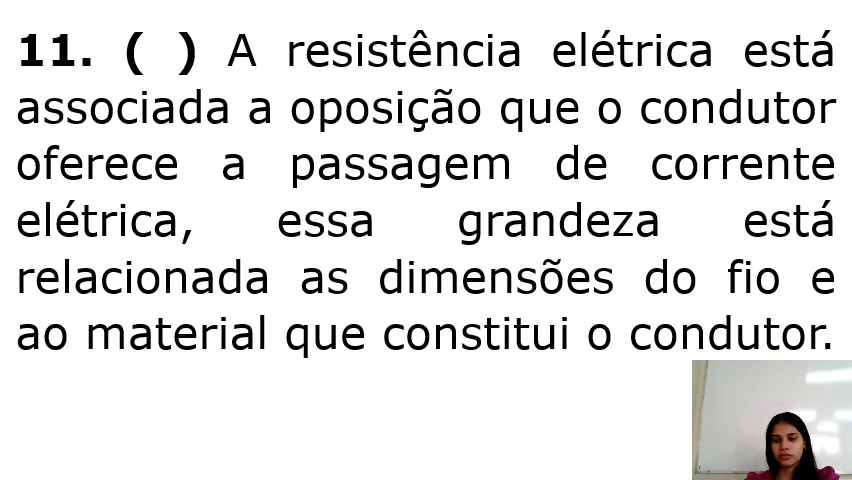 11. ( ) A resistência elétrica está
associada a oposição que o condutor
oferece a passagem de corrente
elétrica, essa grandeza está
relacionada as dimensões do fio e
ao material que constitui o condutor.